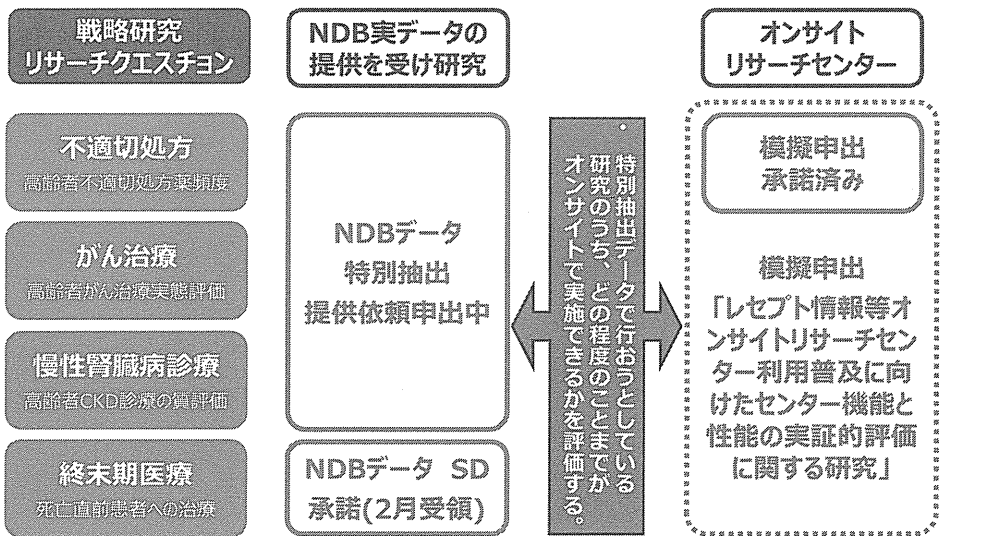 戦略研究
リサーチクエスチョン
NDB実データの
提供を受け研究
オンサイト
リサーチセンター
不適切処方
高齢者不適切処方薬頻度
がん治療
高齢者がん治療実態評価
慢性腎臓病診療
高齢者CKD診療の質評価
終末期医療
死亡直前患者への治療
NDBデータ
特別抽出
提供依頼申出中
NDBデータ SD
承諾(2月受領)
特別抽出データで行おうとしている
研究のうち、どの程度のことまでが
オンサイトで実施できるかを評価する。
模擬申出
承諾済み
模擬申出
「レセプト情報等オ
ンサイトリサーチセン
ター利用普及に向
けたセンター機能と
性能の実証的評価
に関する研究」